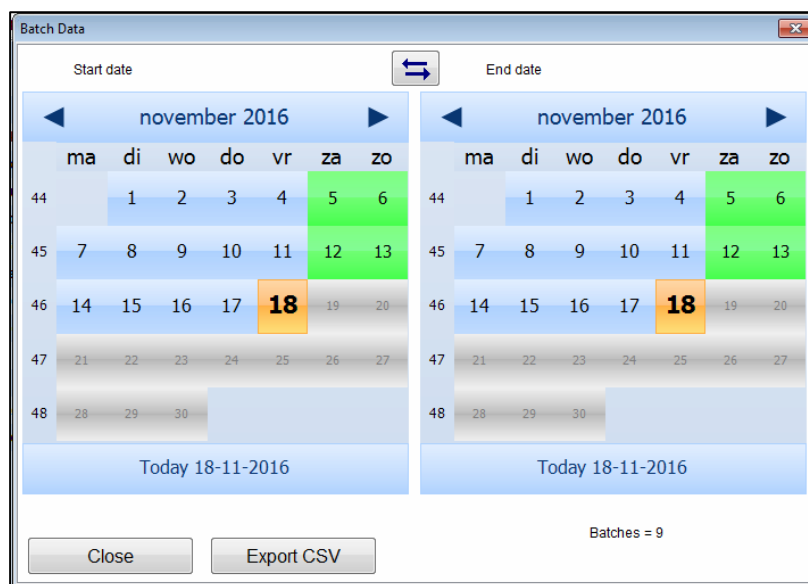 Batch Data
Start date
End date
november 2016
ma di wo do vr za zo
44 1 2 3 4 5 6
45 7 8 9 10 11 12 13
46 14 15 16 17 18 19 20
47 21 22 23 24 25 26 27
48 28 29 30
Today 18-11-2016
november 2016
ma di wo do vr za zo
44 1 2 3 4 5 6
45 7 8 9 10 11 12 13
46 14 15 16 17 18 19 20
47 21 22 23 24 25 26 27
48 28 29 30
Today 18-11-2016
Batches = 9
Close
Export CSV